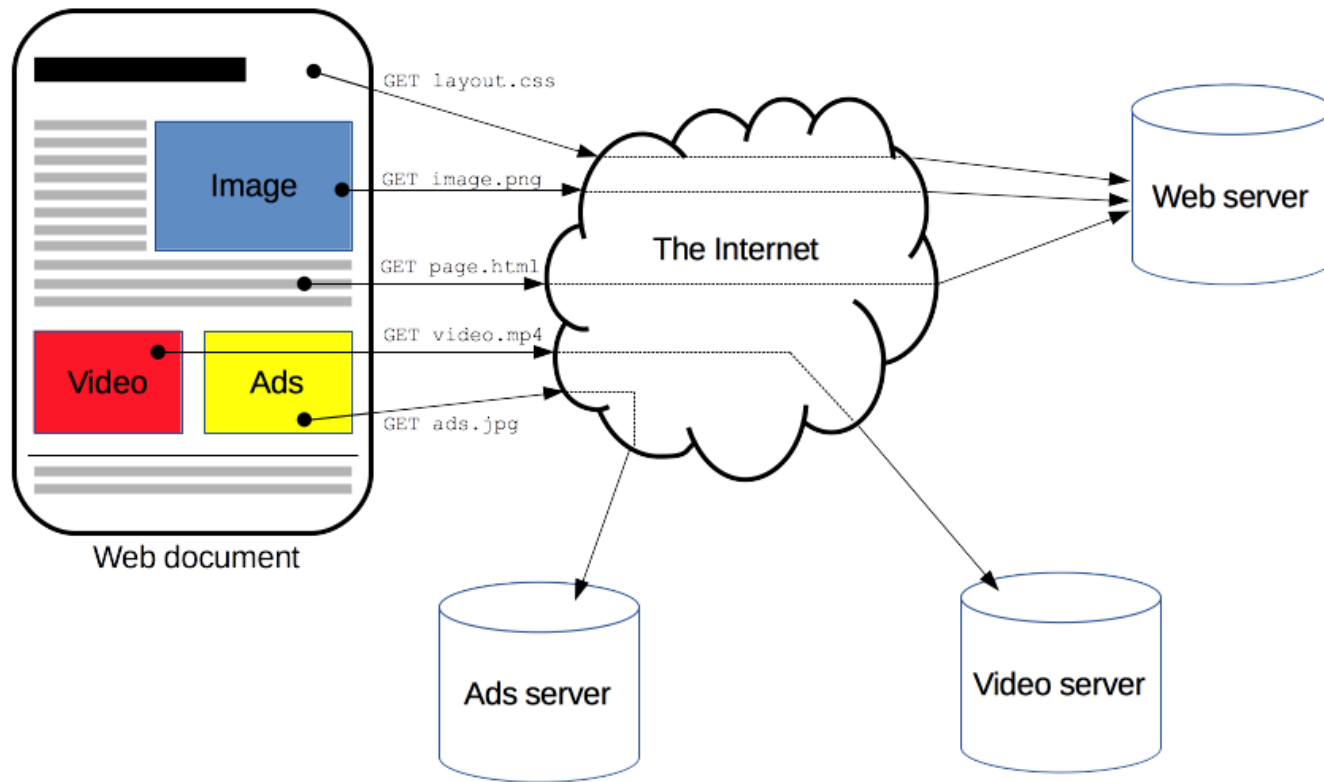 GET layout.css
Image
GET image.png
Web server
The Internet
GET page.html
GET video.mp4
Video
Ads
GET ads.jpg
Web document
Ads server
Video server